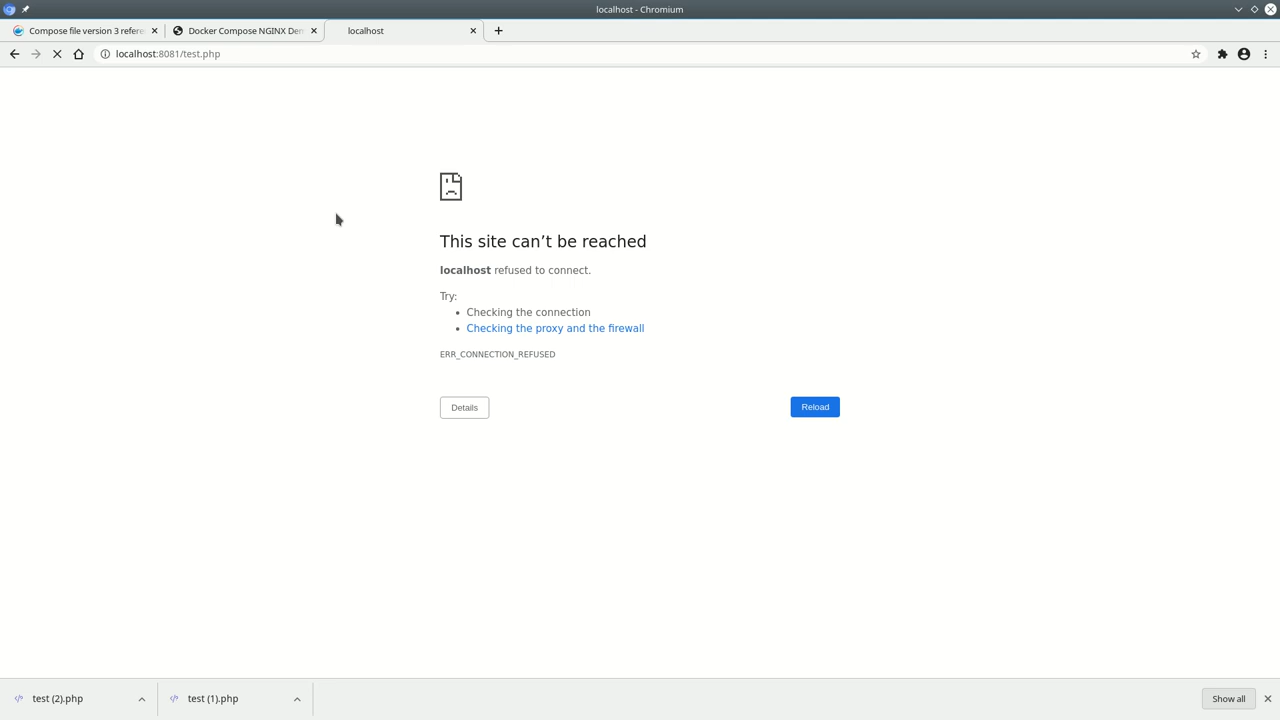 localhost - Chromium
Compose file version 3 refere
Docker Compose NGINX Dem
localhost
localhost:8081/test.php
This site can’t be reached
localhost refused to connect.
Try:
Checking the connection
Checking the proxy and the firewall
ERR_CONNECTION_REFUSED
Details
Reload
test (2).php
test (1).php
Show all